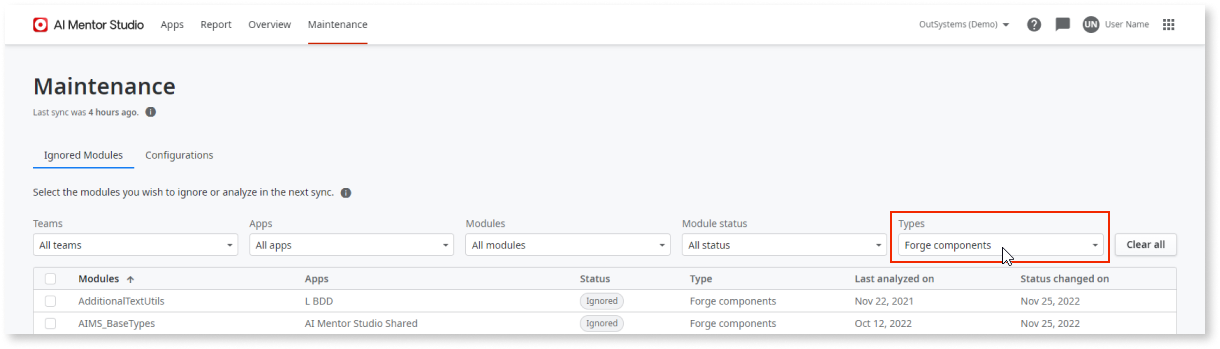 AI Mentor Studio Apps Report Overview Maintenance OutSystems (Demo) UN User Name
Maintenance
Last sync was 4 hours ago.
Ignored Modules Configurations
Select the modules you wish to ignore or analyze in the next sync.
Teams Apps Modules Module status Types
All teams All apps All modules All status Forge components Clear all
Modules Apps Status Type Last analyzed on Status changed on
AdditionalTextUtils L BDD Ignored Forge components Nov 22, 2021 Nov 25, 2022
AIMS_BaseTypes AI Mentor Studio Shared Ignored Forge components Oct 12, 2022 Nov 25, 2022